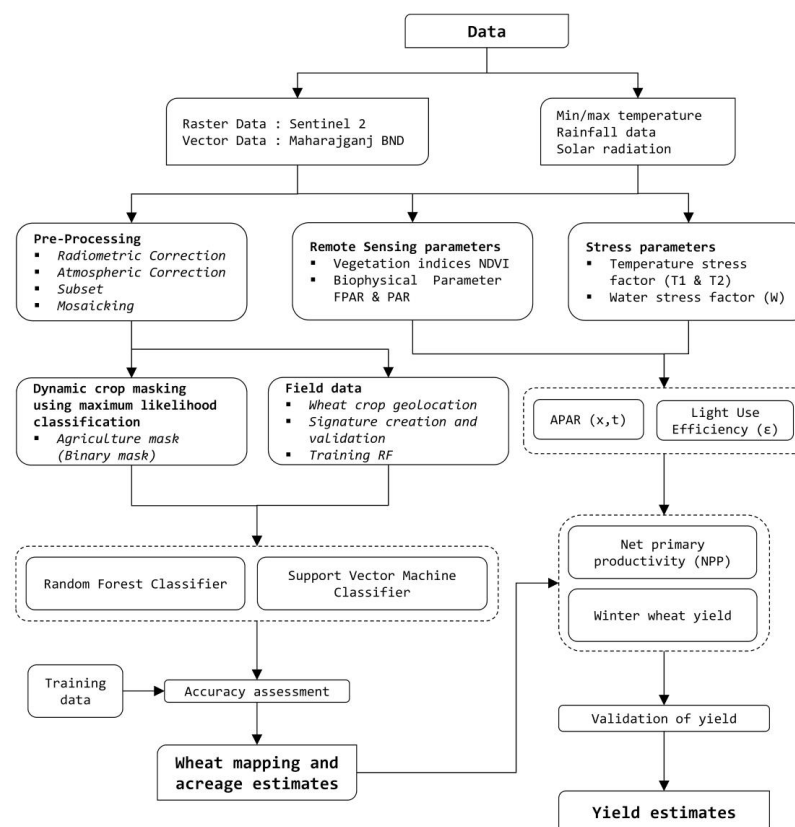 Data
Raster Data : Sentinel 2
Vector Data : Maharajganj BND
Min/max temperature
Rainfall data
Solar radiation
Pre-Processing
▪ Radiometric Correction
▪ Atmospheric Correction
▪ Subset
▪ Mosaicking
Remote Sensing parameters
▪ Vegetation indices NDVI
▪ Biophysical Parameter
FPAR & PAR
Stress parameters
▪ Temperature stress
factor (T1 & T2)
▪ Water stress factor (W)
Dynamic crop masking
using maximum likelihood
classification
▪ Agriculture mask
(Binary mask)
Field data
▪ Wheat crop geolocation
▪ Signature creation and
validation
▪ Training RF
APAR (x,t)
Light Use
Efficiency (ε)
Random Forest Classifier
Support Vector Machine
Classifier
Net primary
productivity (NPP)
Winter wheat yield
Training
data
Accuracy assessment
Validation of yield
Wheat mapping and
acreage estimates
Yield estimates